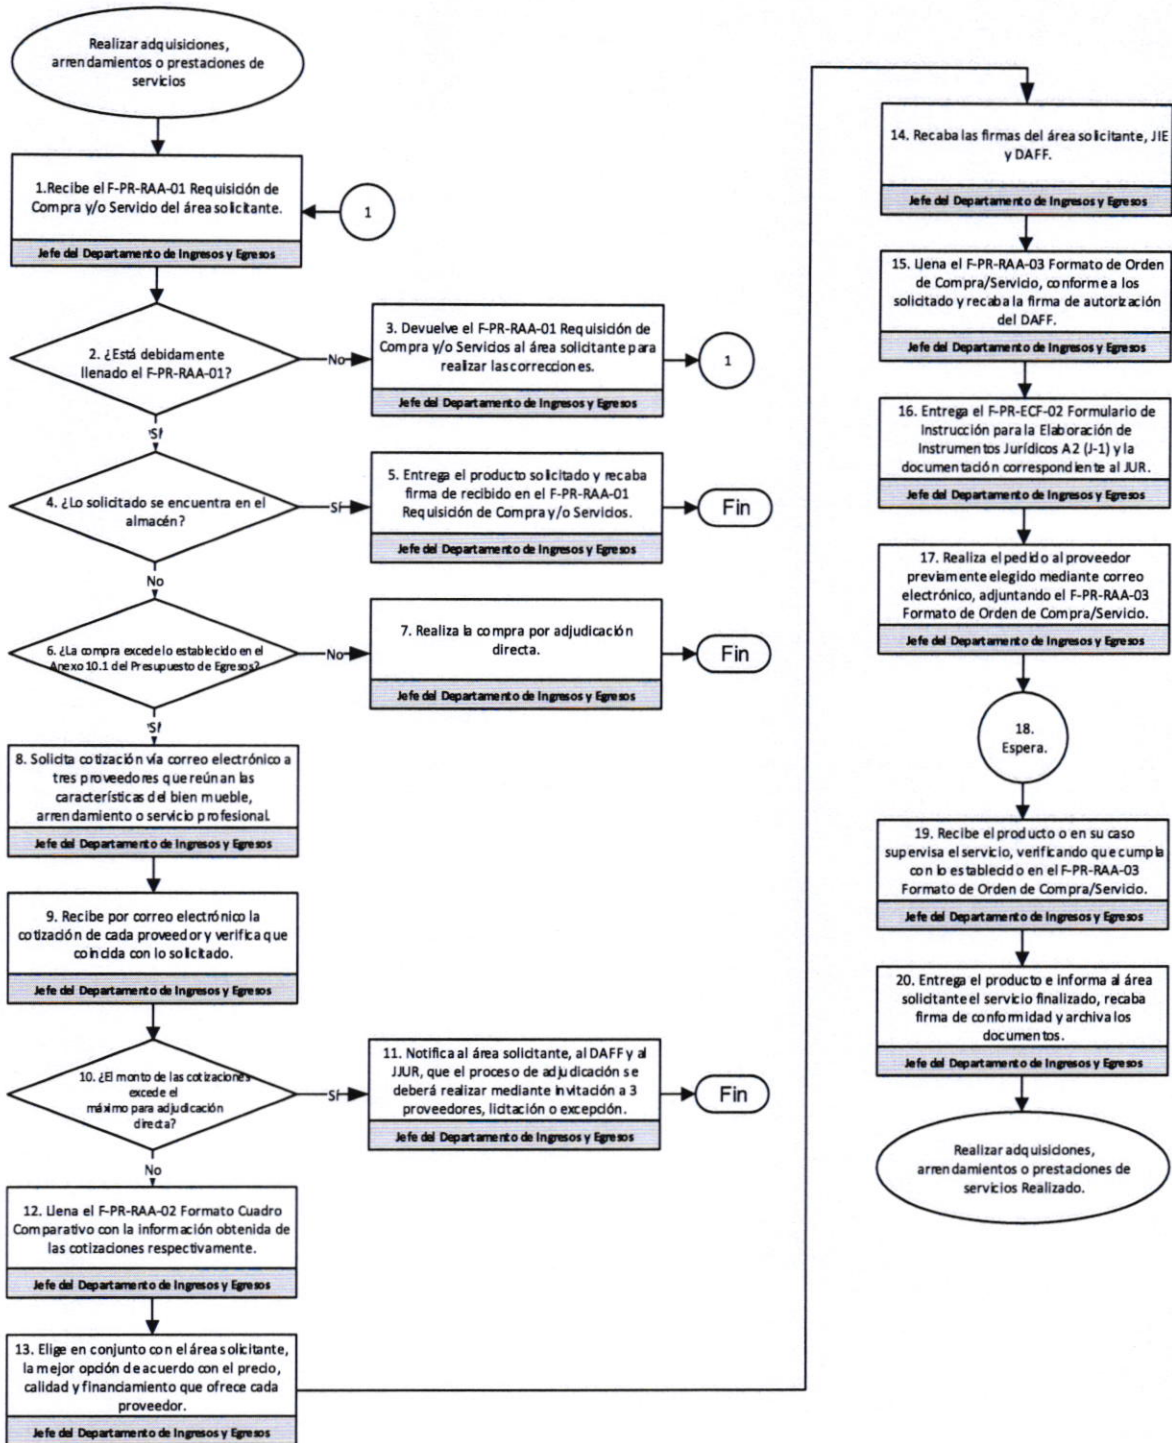 Realizar adquisiciones,
arrendamientos o prestaciones de
servicios
1.Recibe el F-PR-RAA-01 Requisición de
Compra y/o Servicio del área solicitante.
Jefe del Departamento de Ingresos y Egresos
1
2. ¿Está debidamente
llenado el F-PR-RAA-01?
No
3. Devuelve el F-PR-RAA-01 Requisición de
Compra y/o Servicios al área solicitante para
realizar las correcciones.
Jefe del Departamento de Ingresos y Egresos
1
Sí
4. ¿Lo solicitado se encuentra en el
almacén?
Sí
5. Entrega el producto solicitado y recaba
firma de recibido en el F-PR-RAA-01
Requisición de Compra y/o Servicios.
Jefe del Departamento de Ingresos y Egresos
Fin
No
6. ¿La compra excede lo establecido en el
Anexo 10.1 del Presupuesto de Egresos?
No
7. Realiza la compra por adjudicación
directa.
Jefe del Departamento de Ingresos y Egresos
Fin
Sí
8. Solicita cotización vía correo electrónico a
tres proveedores que reúnan las
características del bien mueble,
arrendamiento o servicio profesional.
Jefe del Departamento de Ingresos y Egresos
9. Recibe por correo electrónico la
cotización de cada proveedor y verifica que
coincida con lo solicitado.
Jefe del Departamento de Ingresos y Egresos
10. ¿El monto de las cotizaciones
excede el
máximo para adjudicación
directa?
Sí
11. Notifica al área solicitante, al DAFF y al
JJUR, que el proceso de adjudicación se
deberá realizar mediante invitación a 3
proveedores, licitación o excepción.
Jefe del Departamento de Ingresos y Egresos
Fin
No
12. Llena el F-PR-RAA-02 Formato Cuadro
Comparativo con la información obtenida de
las cotizaciones respectivamente.
Jefe del Departamento de Ingresos y Egresos
13. Elige en conjunto con el área solicitante,
la mejor opción de acuerdo con el precio,
calidad y financiamiento que ofrece cada
proveedor.
Jefe del Departamento de Ingresos y Egresos
14. Recaba las firmas del área solicitante, JIE
y DAFF.
Jefe del Departamento de Ingresos y Egresos
15. Llena el F-PR-RAA-03 Formato de Orden
de Compra/Servicio, conforme a los
solicitado y recaba la firma de autorización
del DAFF.
Jefe del Departamento de Ingresos y Egresos
16. Entrega el F-PR-ECF-02 Formulario de
Instrucción para la Elaboración de
Instrumentos Jurídicos A2 (J-1) y la
documentación correspondiente al JUR.
Jefe del Departamento de Ingresos y Egresos
17. Realiza el pedido al proveedor
previamente elegido mediante correo
electrónico, adjuntando el F-PR-RAA-03
Formato de Orden de Compra/Servicio.
Jefe del Departamento de Ingresos y Egresos
18.
Espera.
19. Recibe el producto o en su caso
supervisa el servicio, verificando que cumpla
con lo establecido en el F-PR-RAA-03
Formato de Orden de Compra/Servicio.
Jefe del Departamento de Ingresos y Egresos
20. Entrega el producto e informa al área
solicitante el servicio finalizado, recaba
firma de conformidad y archiva los
documentos.
Jefe del Departamento de Ingresos y Egresos
Realizar adquisiciones,
arrendamientos o prestaciones de
servicios Realizado.